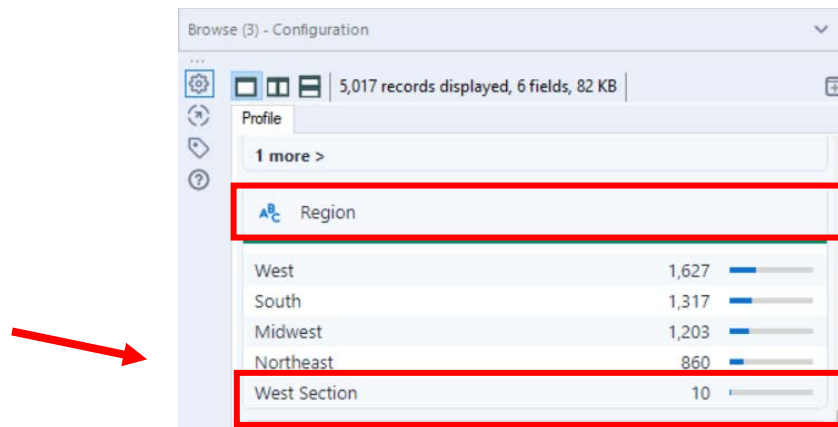 Browse (3) - Configuration
5,017 records displayed, 6 fields, 82 KB
Profile
1 more >
ABC Region
West 1,627
South 1,317
Midwest 1,203
Northeast 860
West Section 10